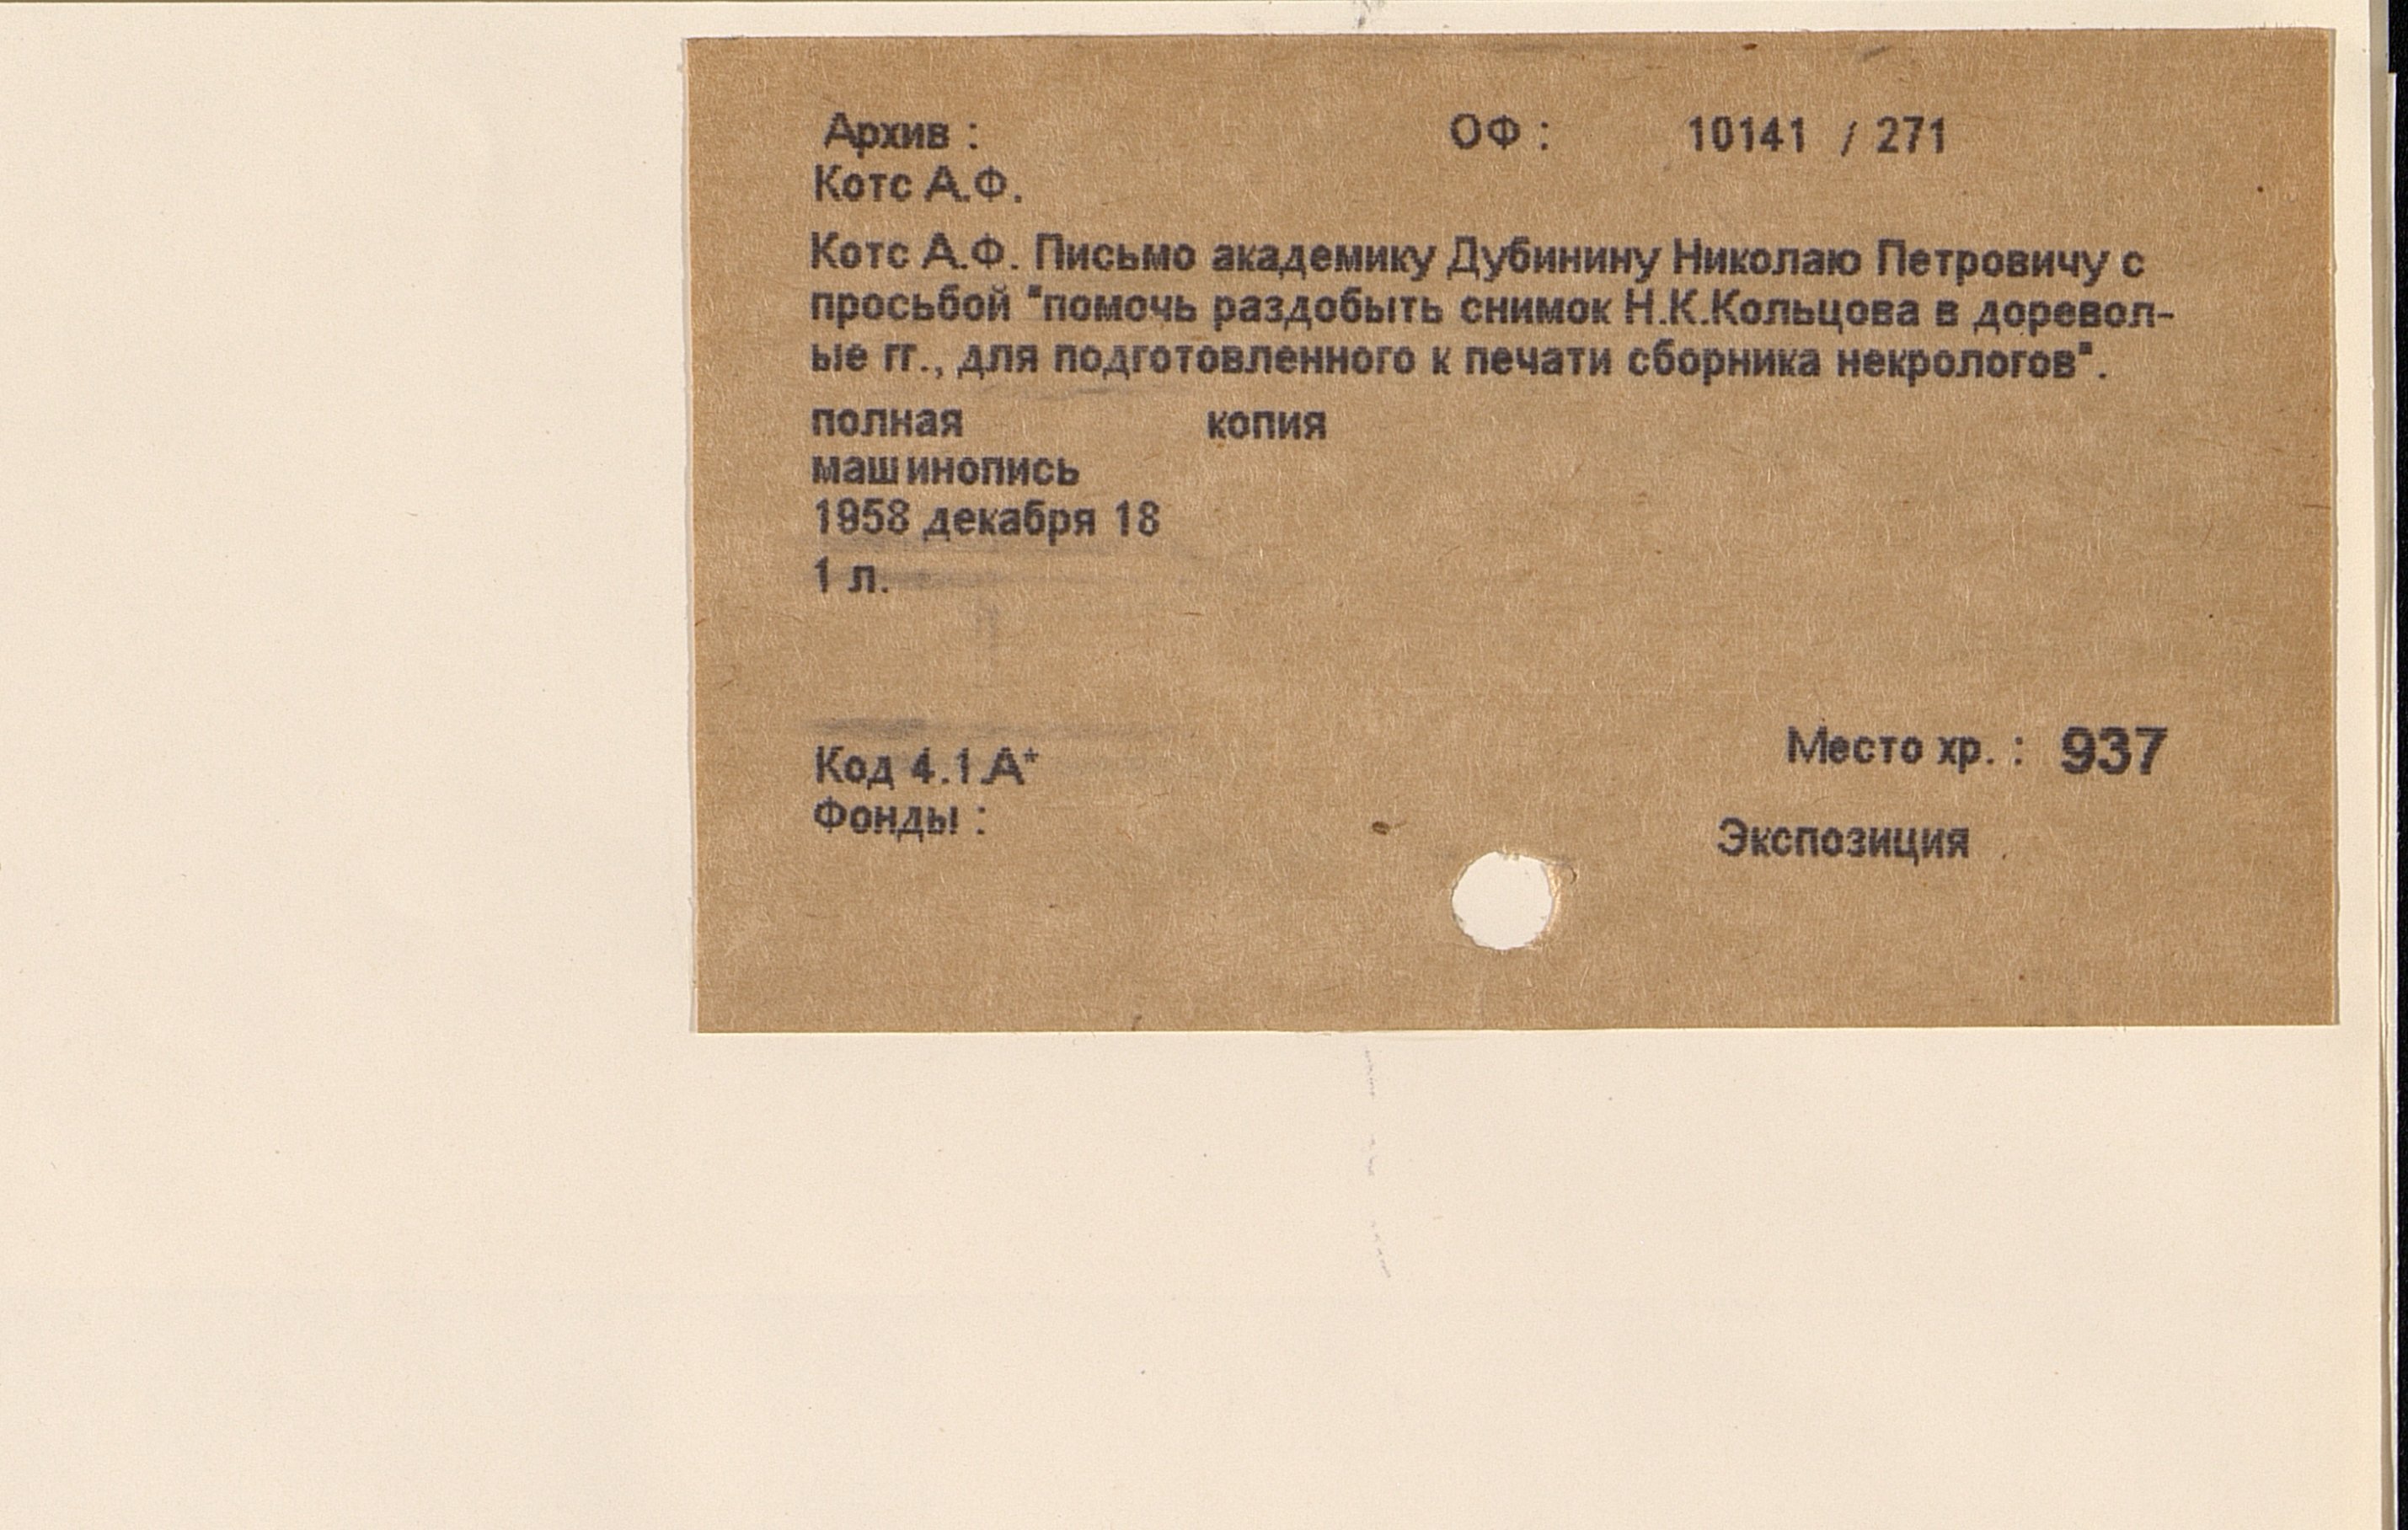 Архив : ОФ : 10141 / 271
Котс А.Ф.
Котс А.Ф. Письмо академику Дубинину Николаю Петровичу с
просьбой "помочь раздобыть снимок Н.К.Кольцова в доревол-
ые гг., для подготовленного к печати сборника некрологов".
полная копия
машинопись
1958 декабря 18
1 л.
Место хр. : 937
Код 4.1.А+
Фонды :
Экспозиция